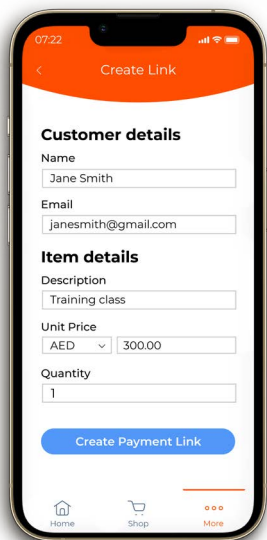 07:22
Create Link
Customer details
Name
Jane Smith
Email
janesmith@gmail.com
Item details
Description
Training class
Unit Price
AED 300.00
Quantity
1
Create Payment Link
Home Shop More